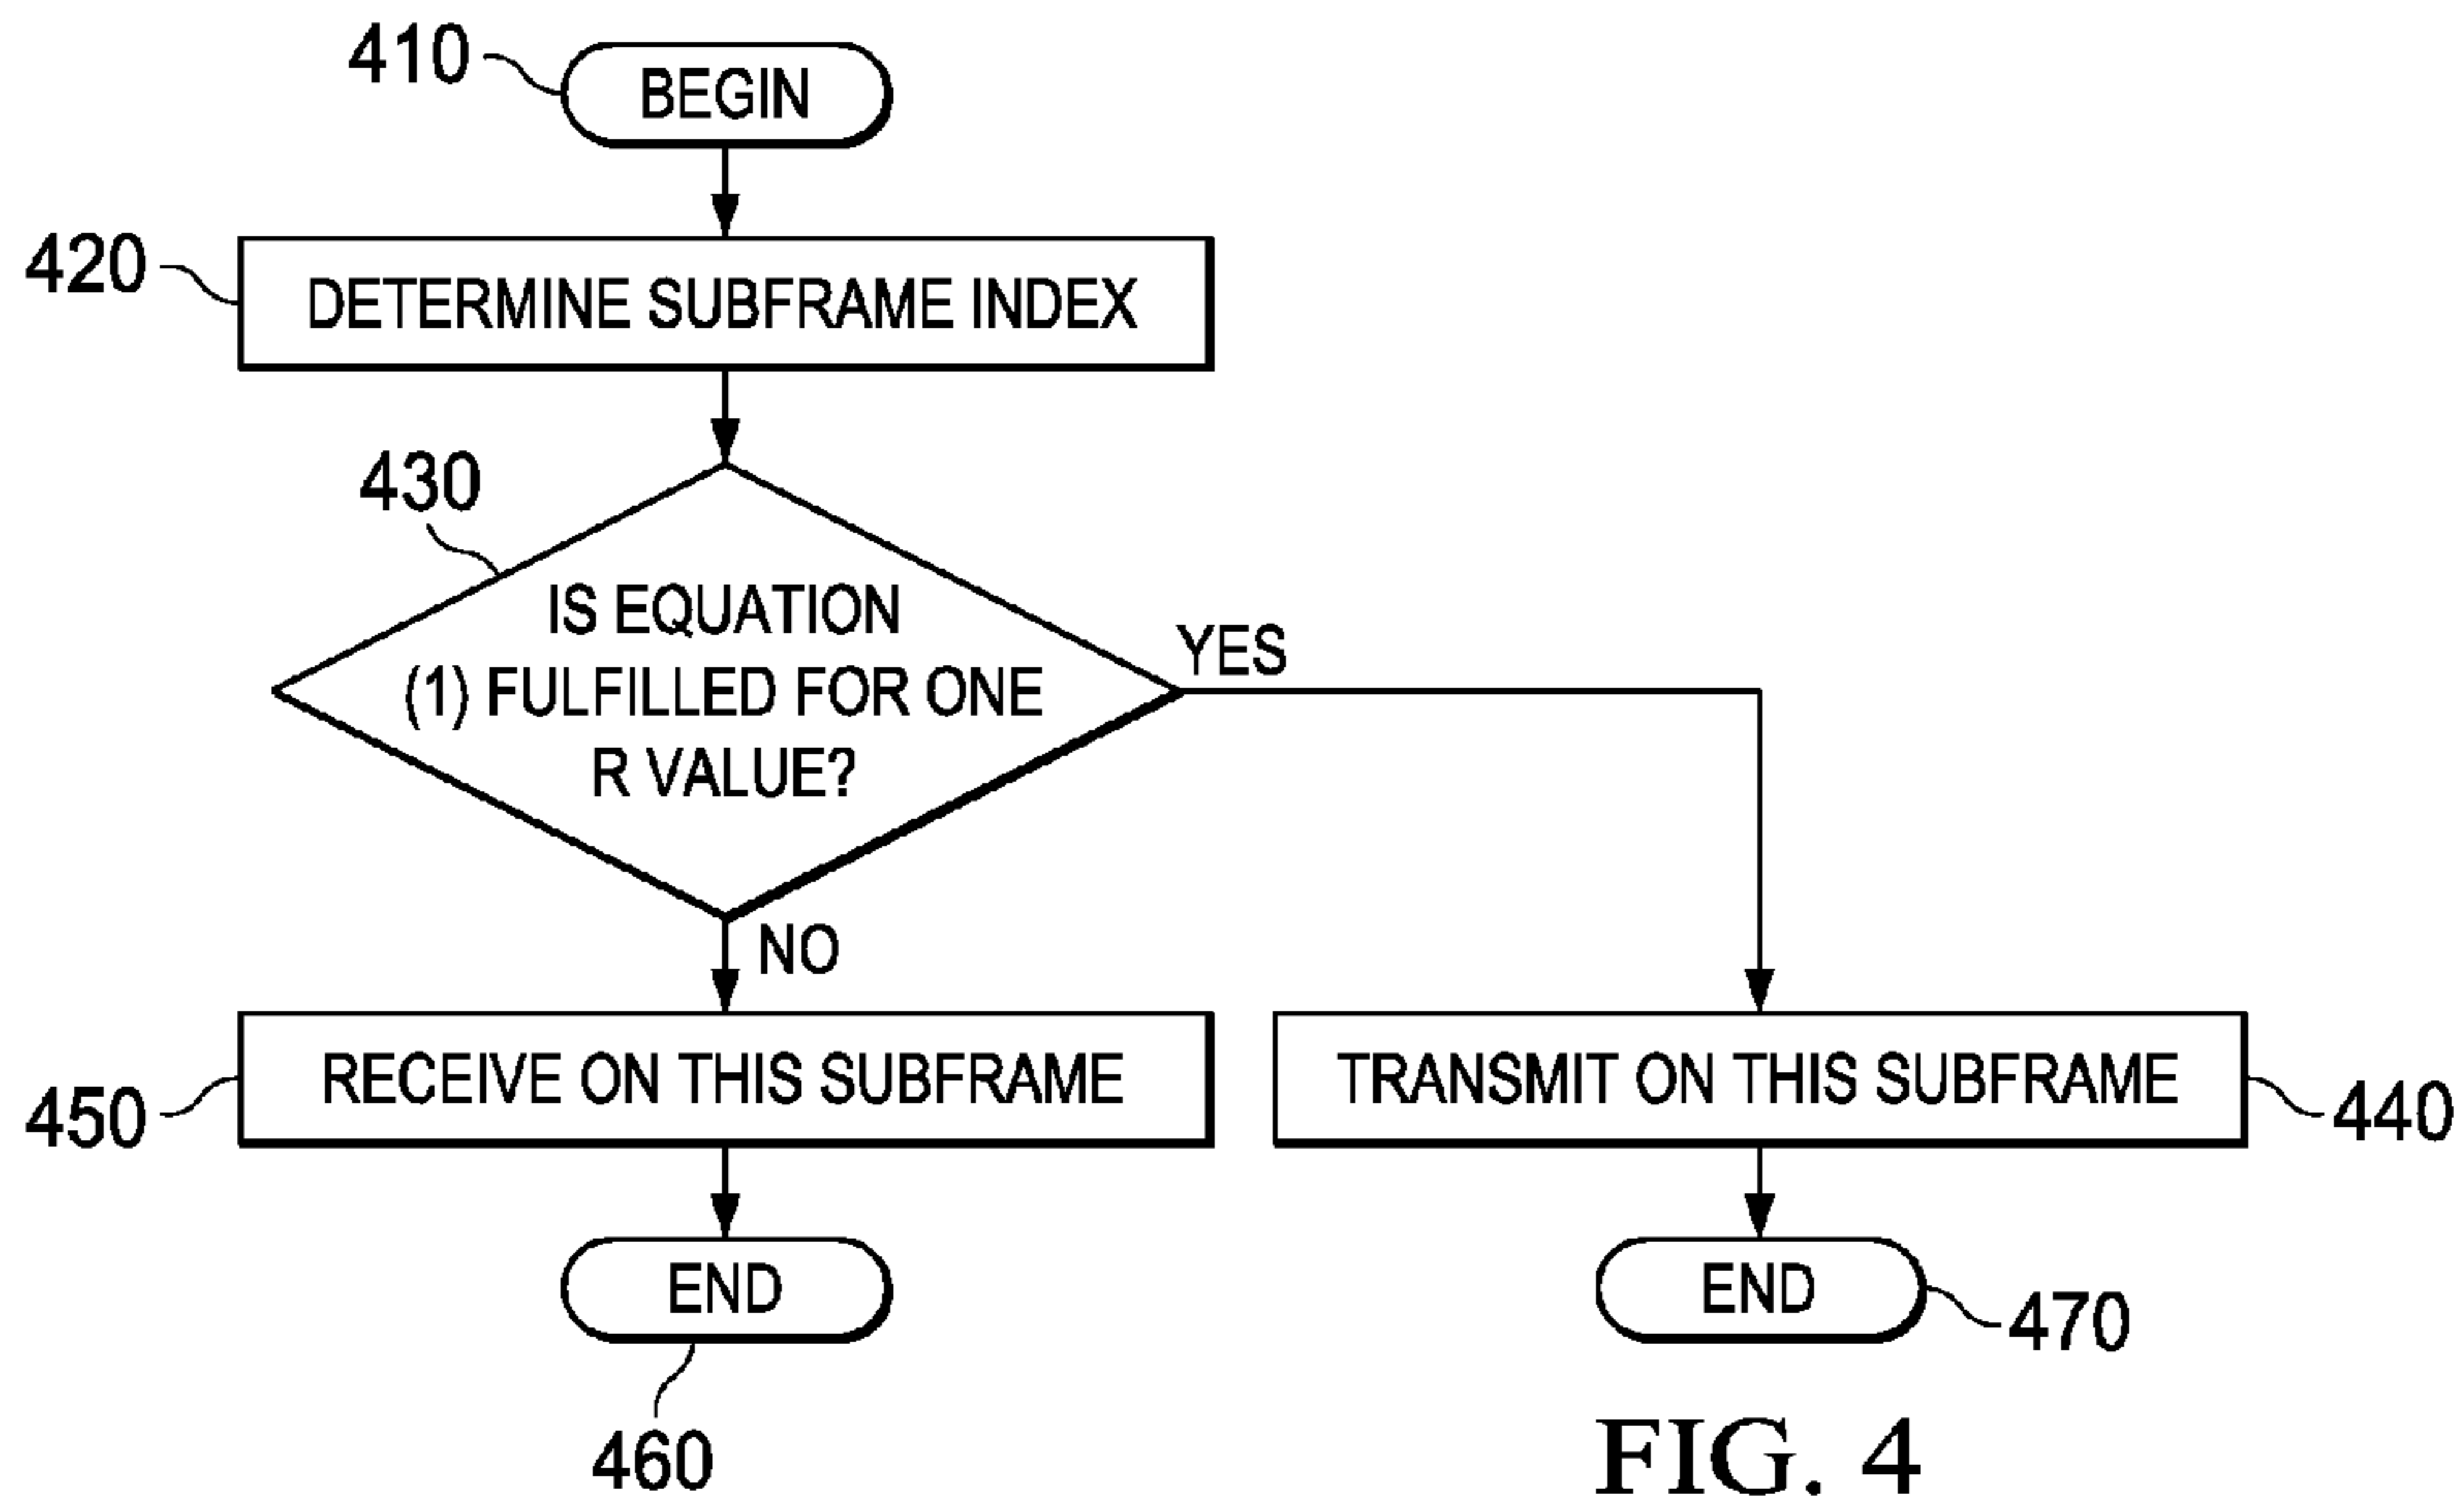 410
BEGIN
420
DETERMINE SUBFRAME INDEX
430
IS EQUATION
(1) FULFILLED FOR ONE
R VALUE?
YES
NO
450
RECEIVE ON THIS SUBFRAME
TRANSMIT ON THIS SUBFRAME
440
END
460
END
470
FIG. 4